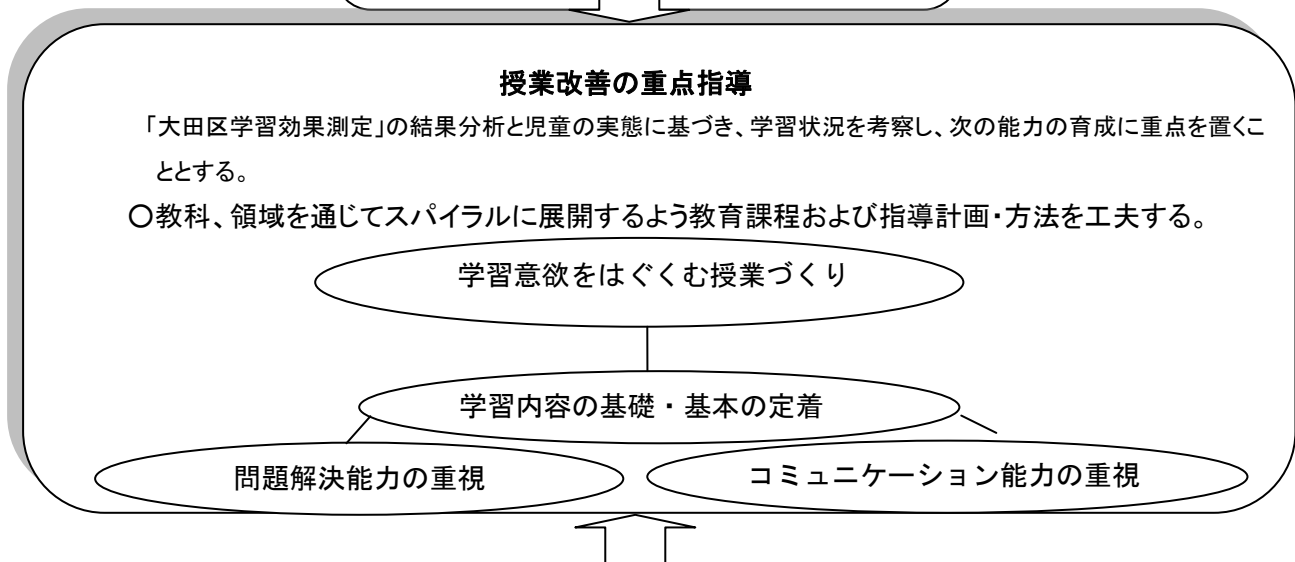 授業改善の重点指導
「大田区学習効果測定」の結果分析と児童の実態に基づき、学習状況を考察し、次の能力の育成に重点を置くこ
ととする。
〇教科、領域を通じてスパイラルに展開するよう教育課程および指導計画・方法を工夫する。
学習意欲をはぐくむ授業づくり
学習内容の基礎・基本の定着
問題解決能力の重視
コミュニケーション能力の重視